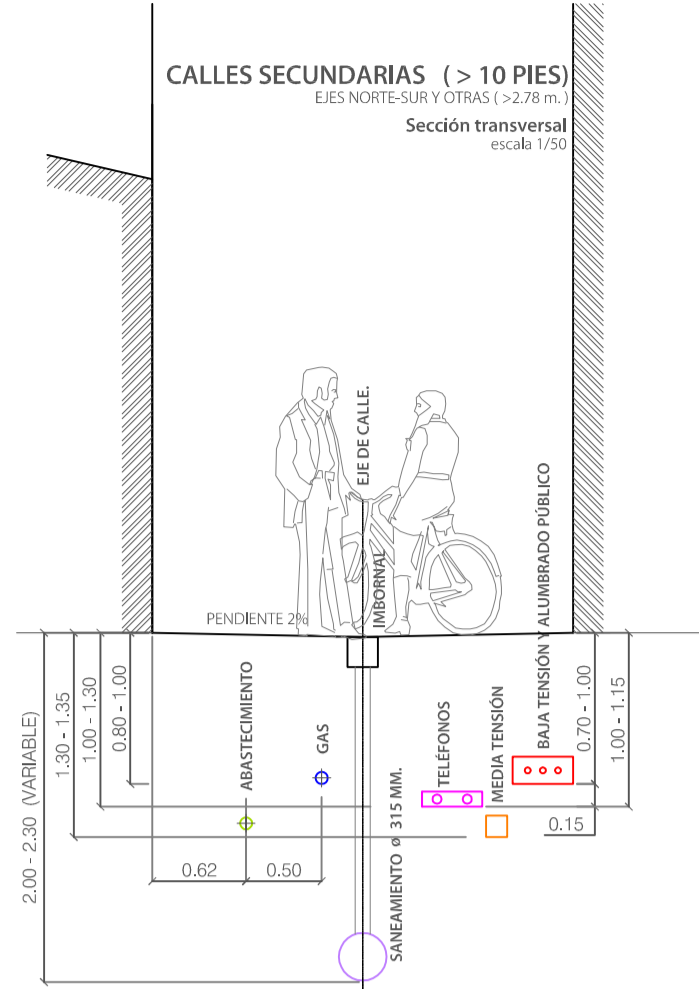 CALLES SECUNDARIAS ( > 10 PIES)
EJES NORTE-SUR Y OTRAS ( >2.78 m. )
Sección transversal
escala 1/50
EJE DE CALLE.
IMBORNAL
BAJA TENSIÓN Y ALUMBRADO PÚBLICO
PENDIENTE 2%
2.00 - 2.30 (VARIABLE)
1.30 - 1.35
1.00 - 1.30
0.80 - 1.00
ABASTECIMIENTO
GAS
SANEAMIENTO ø 315 MM.
TELÉFONOS
MEDIA TENSIÓN
0.70 - 1.00
1.00 - 1.15
0.15
0.62
0.50